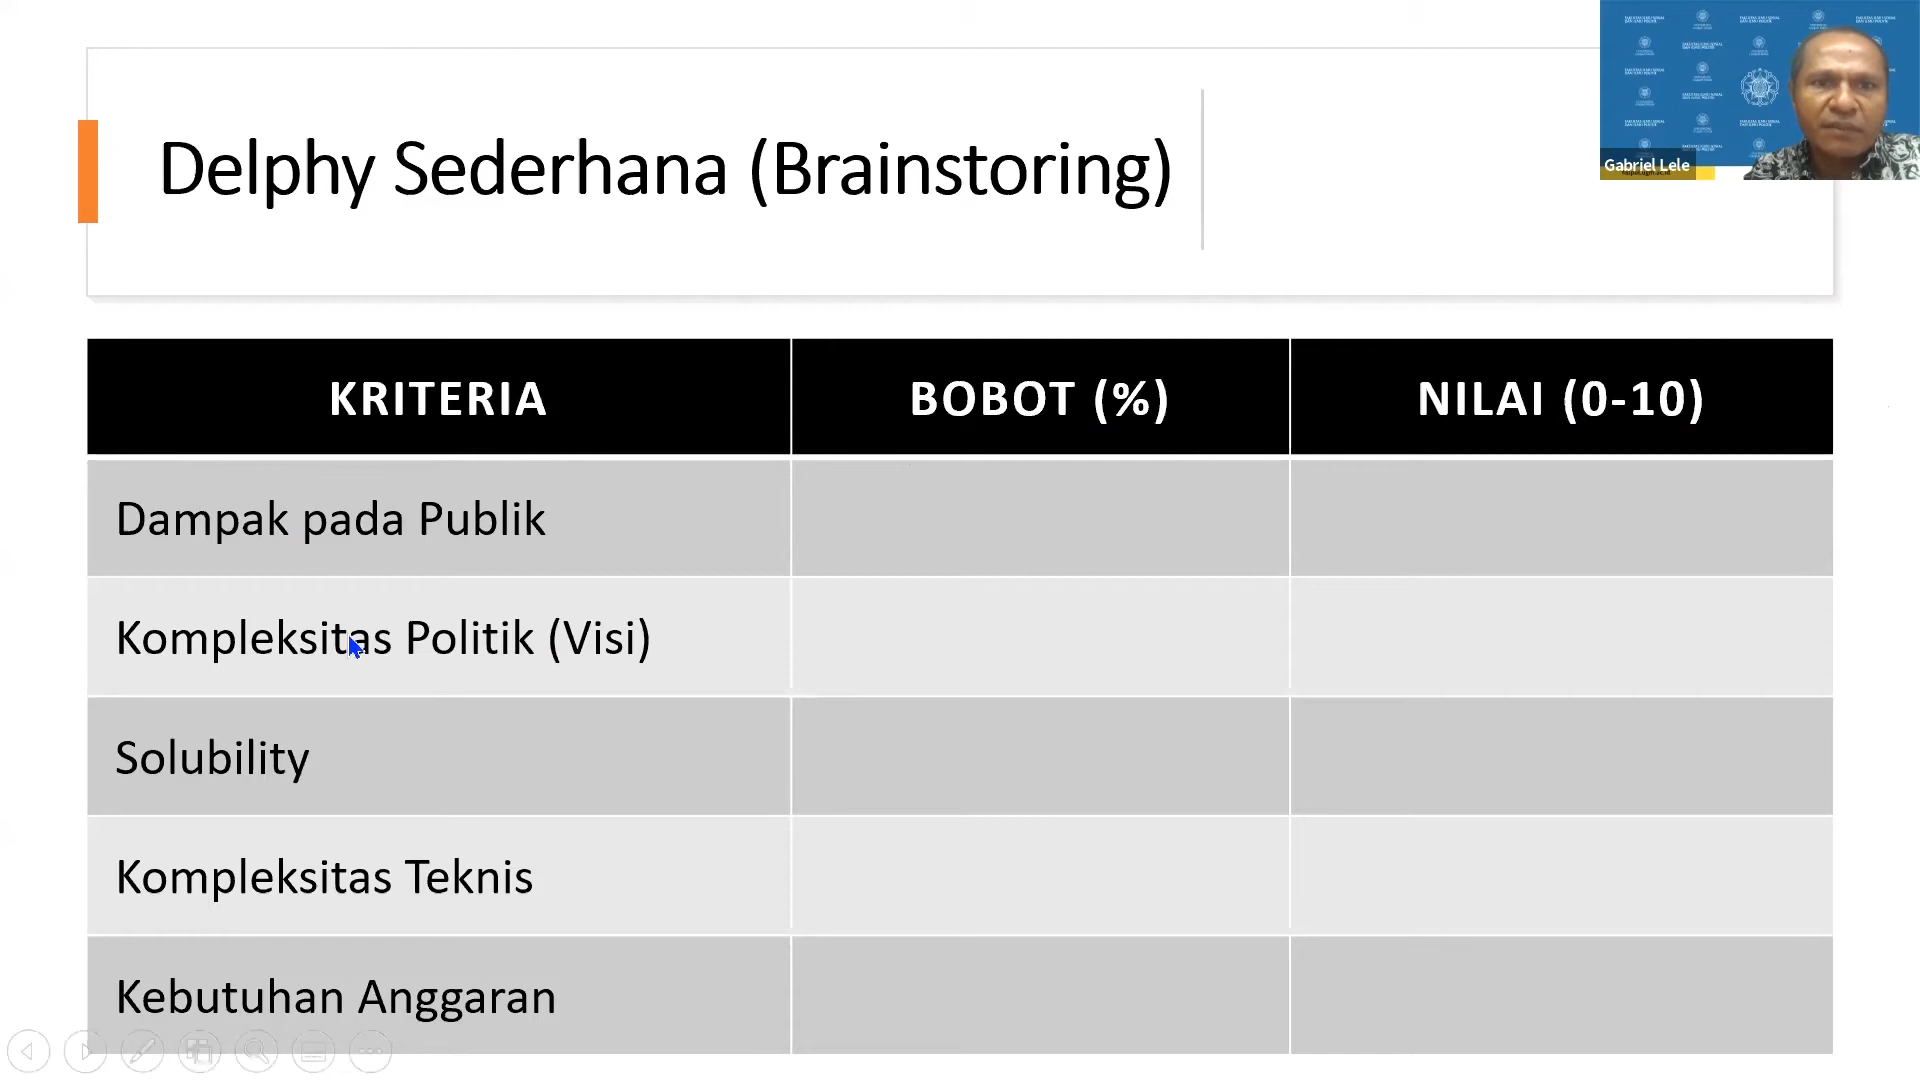 Delphy Sederhana (Brainstoring)
Gabriel Lele
KRITERIA
BOBOT (%)
NILAI (0-10)
Dampak pada Publik
Kompleksitas Politik (Visi)
Solubility
Kompleksitas Teknis
Kebutuhan Anggaran